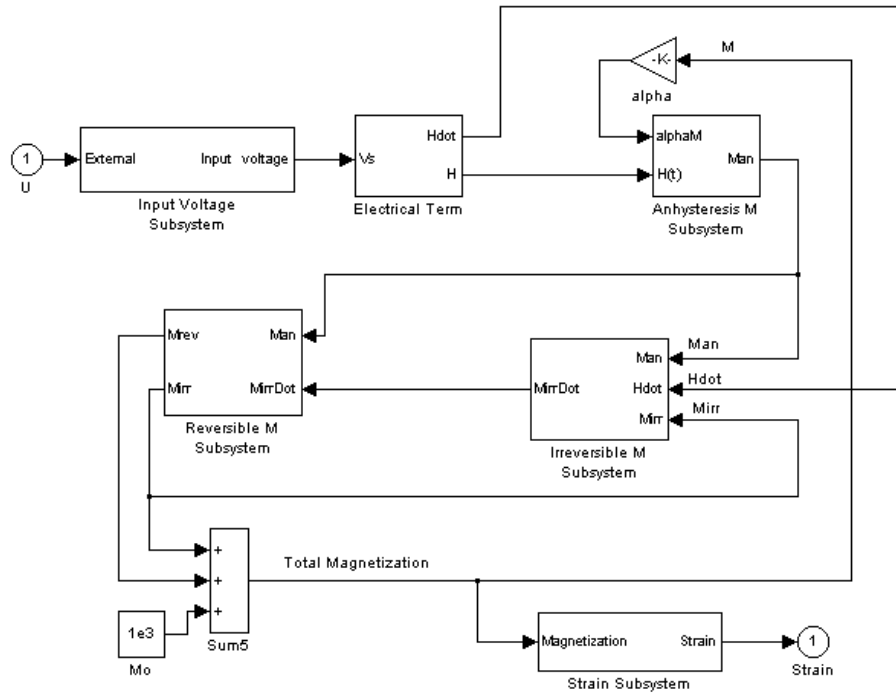 M
-K-
alpha
1
U
External
Input voltage
Input Voltage
Subsystem
Vs
Hdot
H
Electrical Term
alphaM
H(t)
Man
Anhysteresis M
Subsystem
Mrev
Mirr
Man
MirrDot
Reversible M
Subsystem
MirrDot
Man
Hdot
Mirr
Irreversible M
Subsystem
Man
Hdot
Mirr
+
+
+
Sum5
Total Magnetization
1e3
Mo
Magnetization
Strain
Strain Subsystem
1
Strain